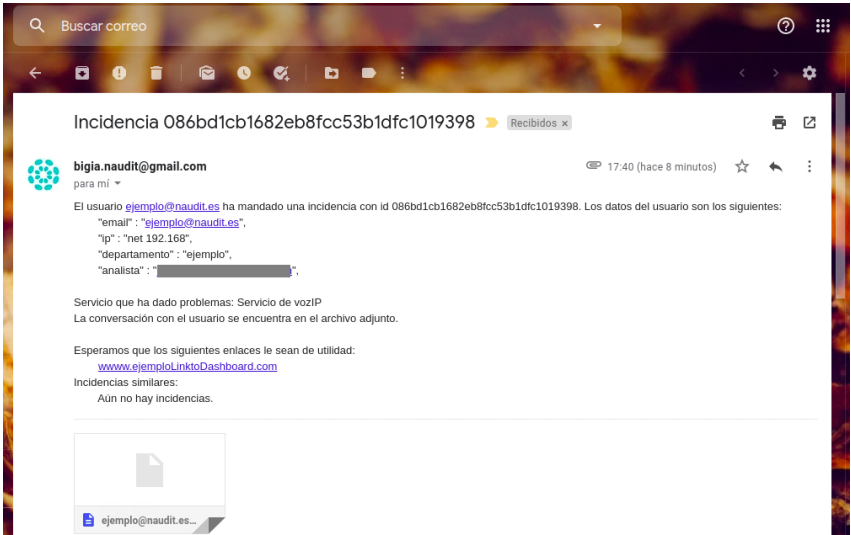 Buscar correo
Incidencia 086bd1cb1682eb8fcc53b1dfc1019398
Recibidos ×
bigia.naudit@gmail.com
17:40 (hace 8 minutos)
para mí
El usuario ejemplo@naudit.es ha mandado una incidencia con id 086bd1cb1682eb8fcc53b1dfc1019398. Los datos del usuario son los siguientes:
"email" : "ejemplo@naudit.es",
"ip" : "net 192.168",
"departamento" : "ejemplo",
"analista" : "",
Servicio que ha dado problemas: Servicio de vozIP
La conversación con el usuario se encuentra en el archivo adjunto.
Esperamos que los siguientes enlaces le sean de utilidad:
wwww.ejemploLinktoDashboard.com
Incidencias similares:
Aún no hay incidencias.
ejemplo@naudit.es...